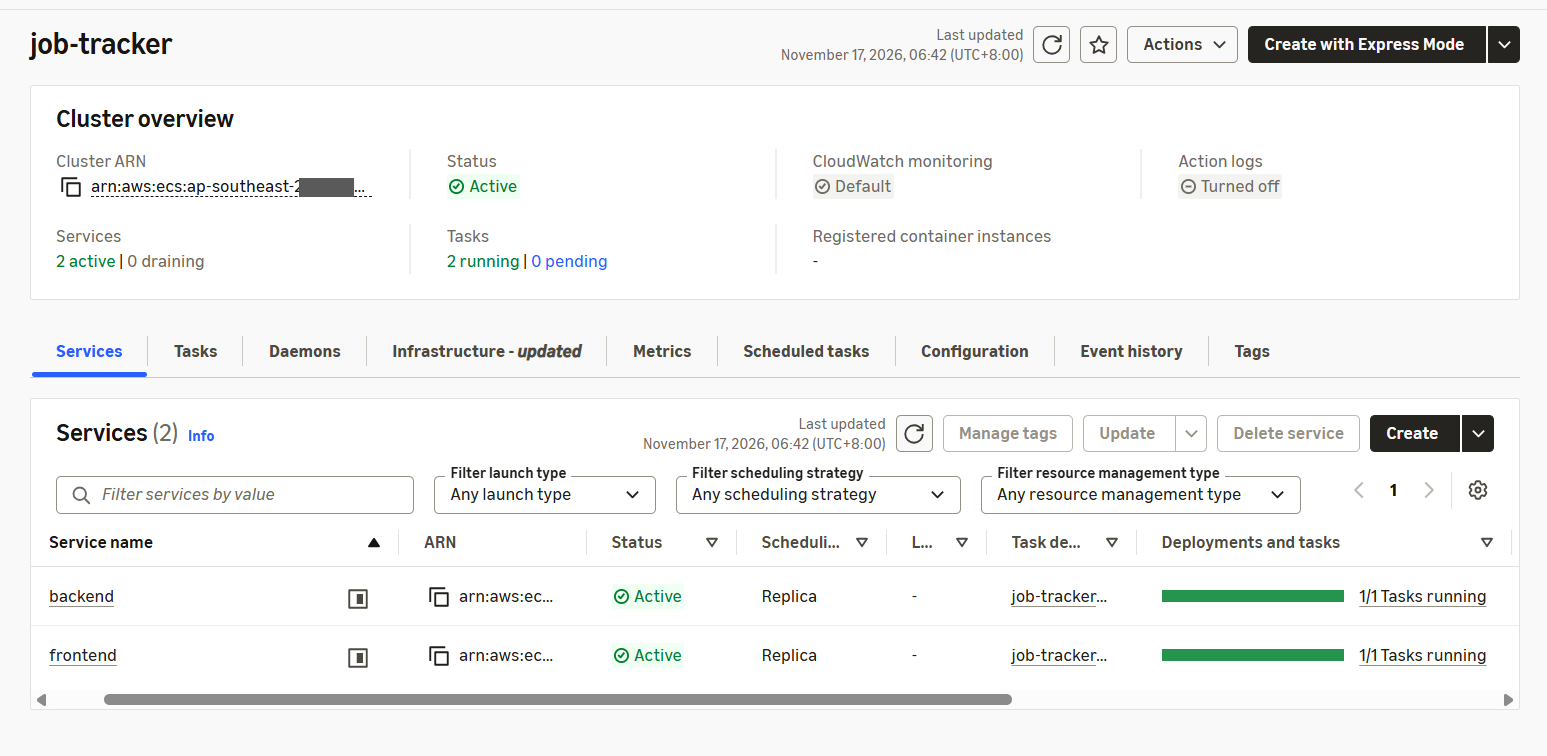 job-tracker
Last updated
November 17, 2026, 06:42 (UTC+8:00)
Actions
Create with Express Mode
Cluster overview
Cluster ARN
arn:aws:ecs:ap-southeast-2...
Status
Active
CloudWatch monitoring
Default
Action logs
Turned off
Services
2 active | 0 draining
Tasks
2 running | 0 pending
Registered container instances
-
Services Tasks Daemons Infrastructure - updated Metrics Scheduled tasks Configuration Event history Tags
Services (2) Info
Last updated
November 17, 2026, 06:42 (UTC+8:00)
Manage tags
Update
Delete service
Create
Filter services by value
Filter launch type
Any launch type
Filter scheduling strategy
Any scheduling strategy
Filter resource management type
Any resource management type
1
Service name ARN Status Scheduli... L... Task de... Deployments and tasks
backend arn:aws:ec... Active Replica - job-tracker... 1/1 Tasks running
frontend arn:aws:ec... Active Replica - job-tracker... 1/1 Tasks running